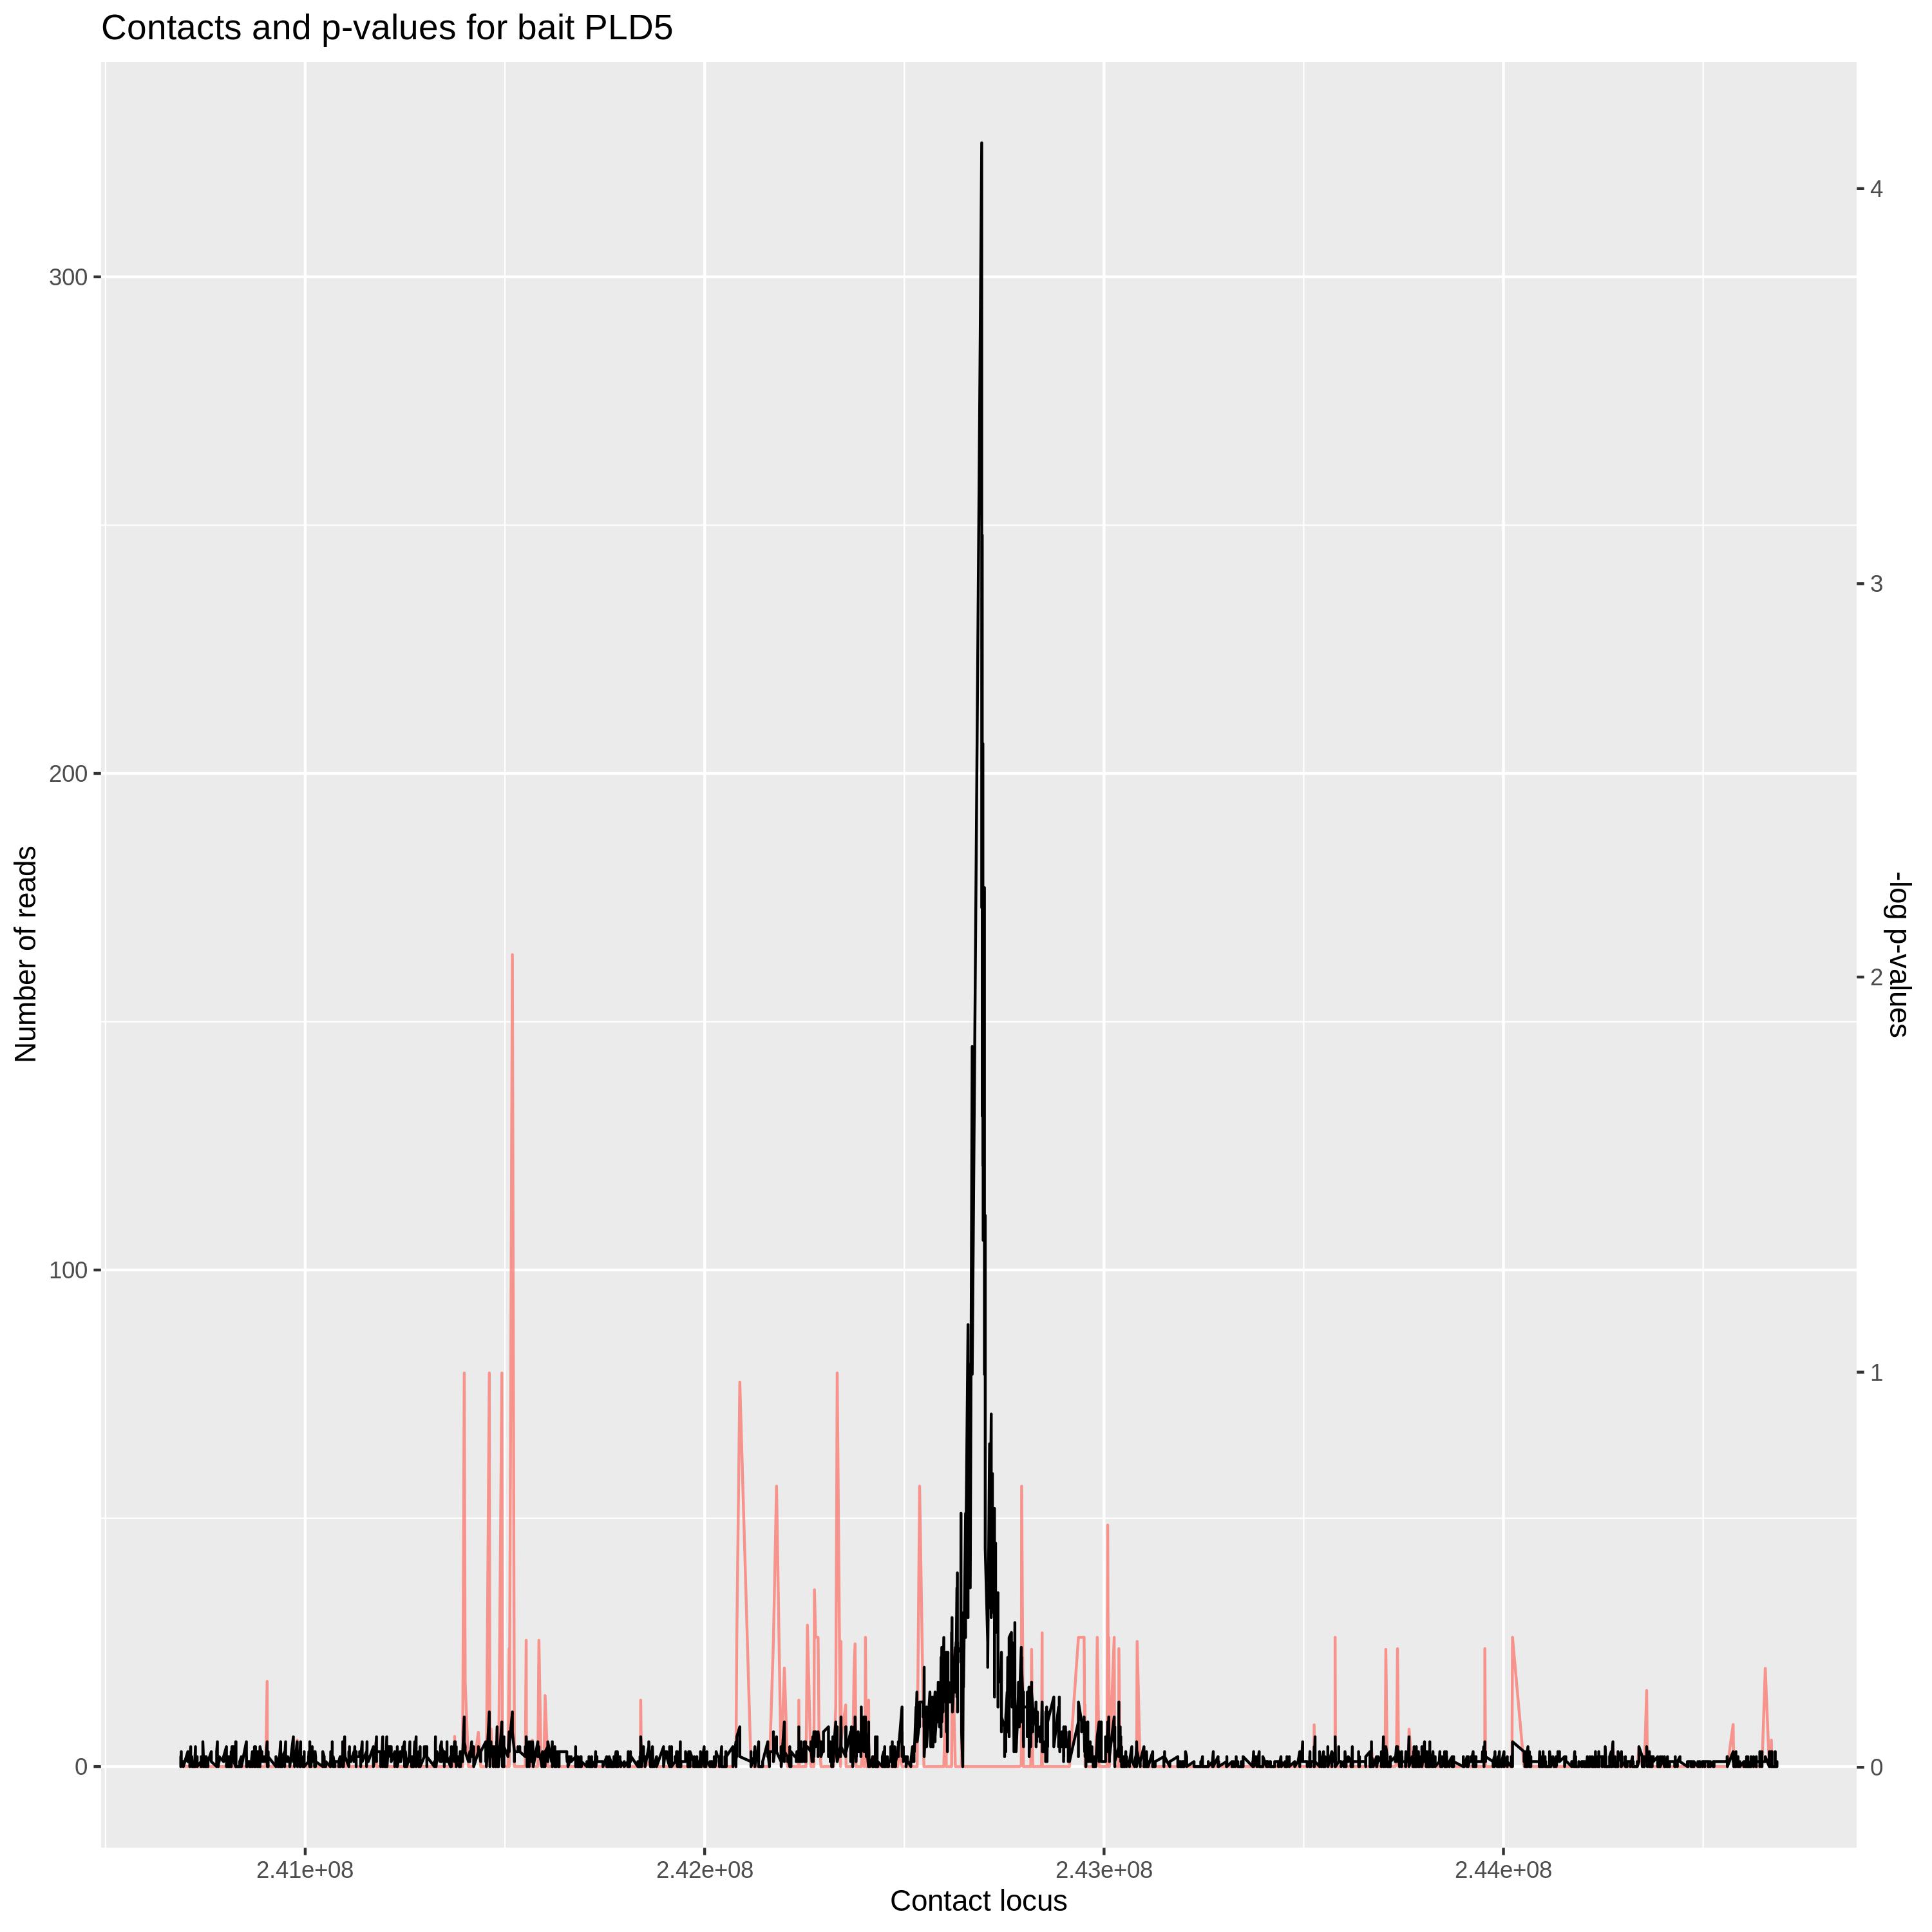 Contacts and p-values for bait PLD5
Number of reads
300
200
100
0
4
3
2
1
0
-log p-values
2.41e+08
2.42e+08
2.43e+08
2.44e+08
Contact locus